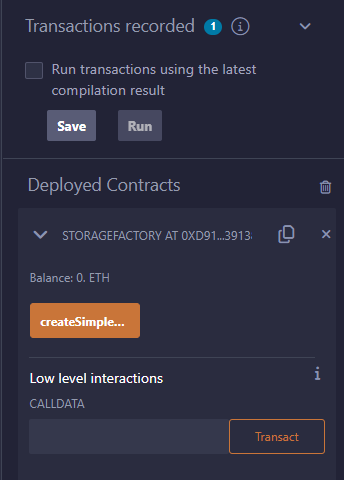 Transactions recorded 1 i
Run transactions using the latest
compilation result
Save Run
Deployed Contracts
STORAGEFACTORY AT 0XD91...3913
Balance: 0. ETH
createSimple...
Low level interactions i
CALLDATA
Transact